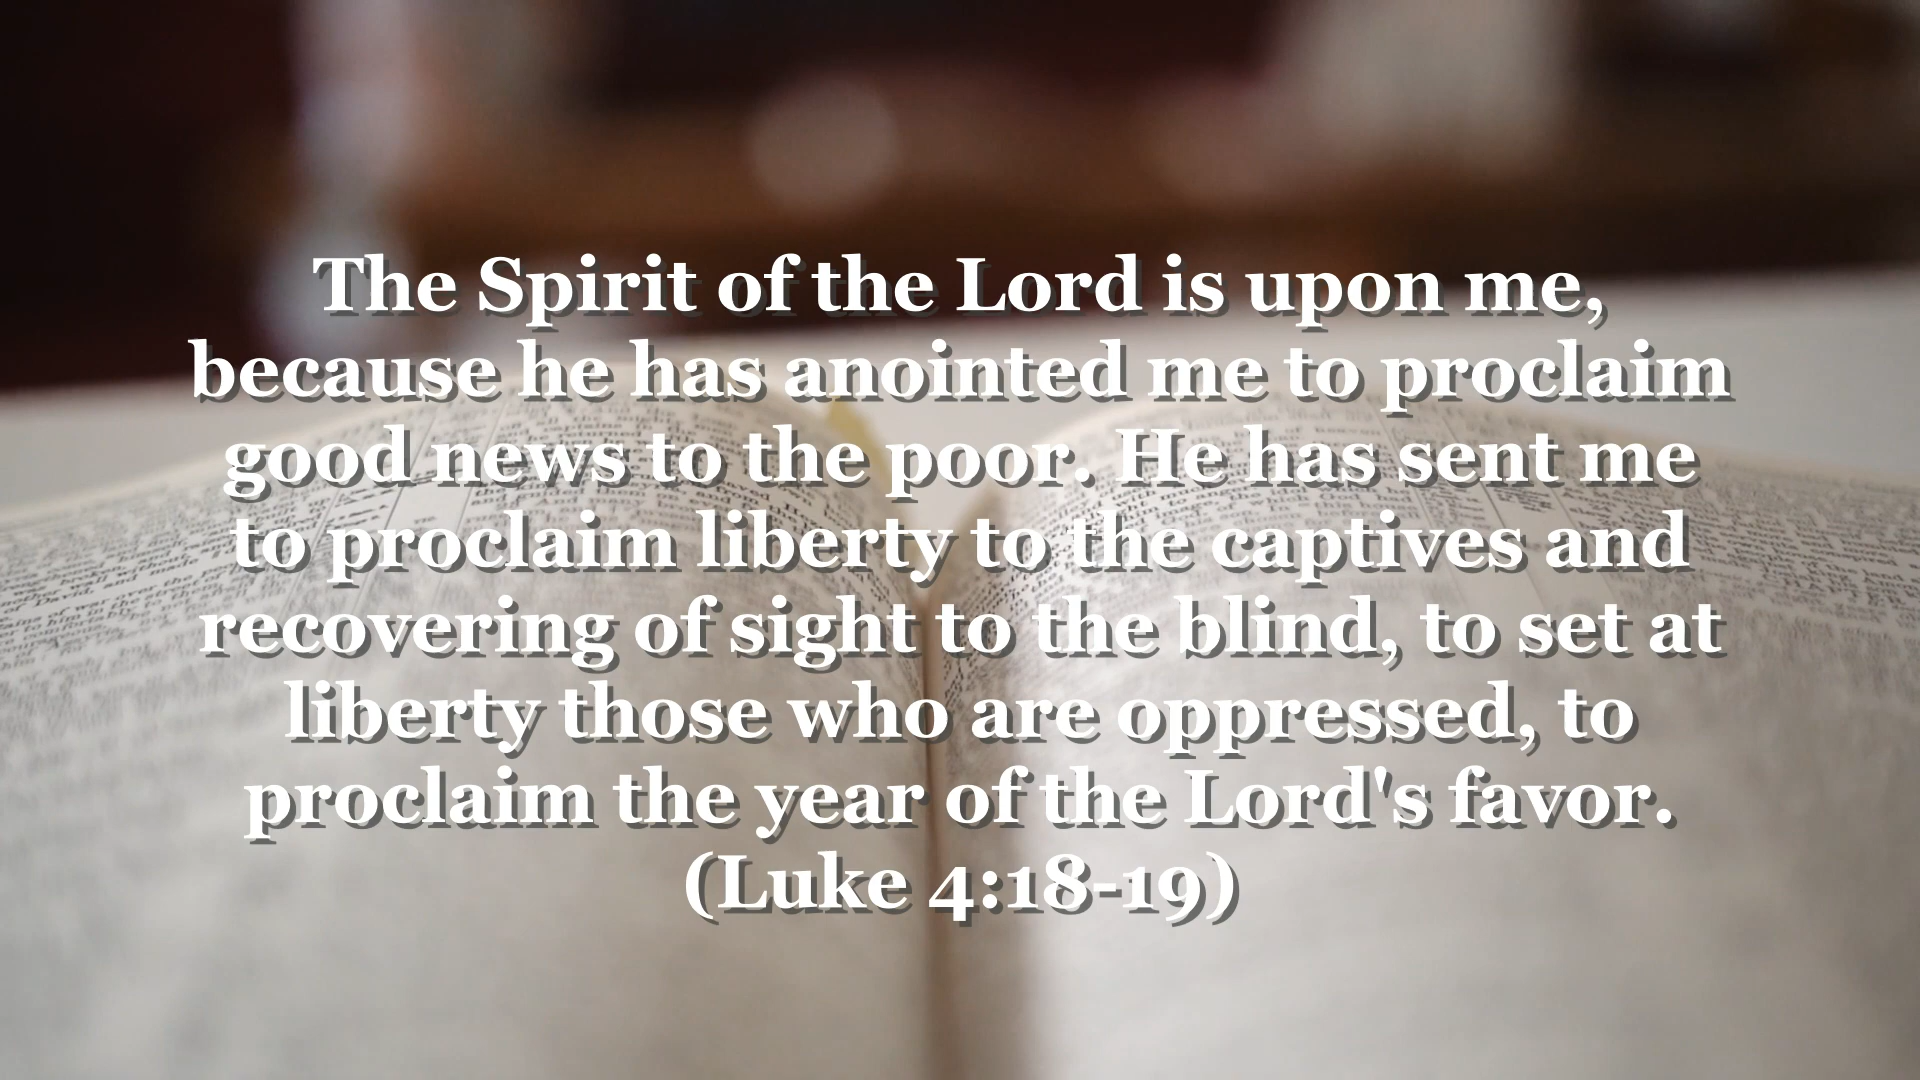 The Spirit of the Lord is upon me,
because he has anointed me to proclaim
good news to the poor. He has sent me
to proclaim liberty to the captives and
recovering of sight to the blind, to set at
liberty those who are oppressed, to
proclaim the year of the Lord's favor.
(Luke 4:18-19)